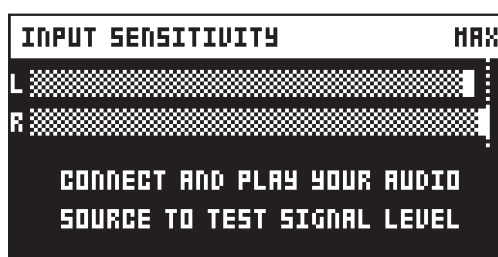 INPUT SENSITIVITY MAX
L
R
CONNECT AND PLAY YOUR AUDIO
SOURCE TO TEST SIGNAL LEVEL